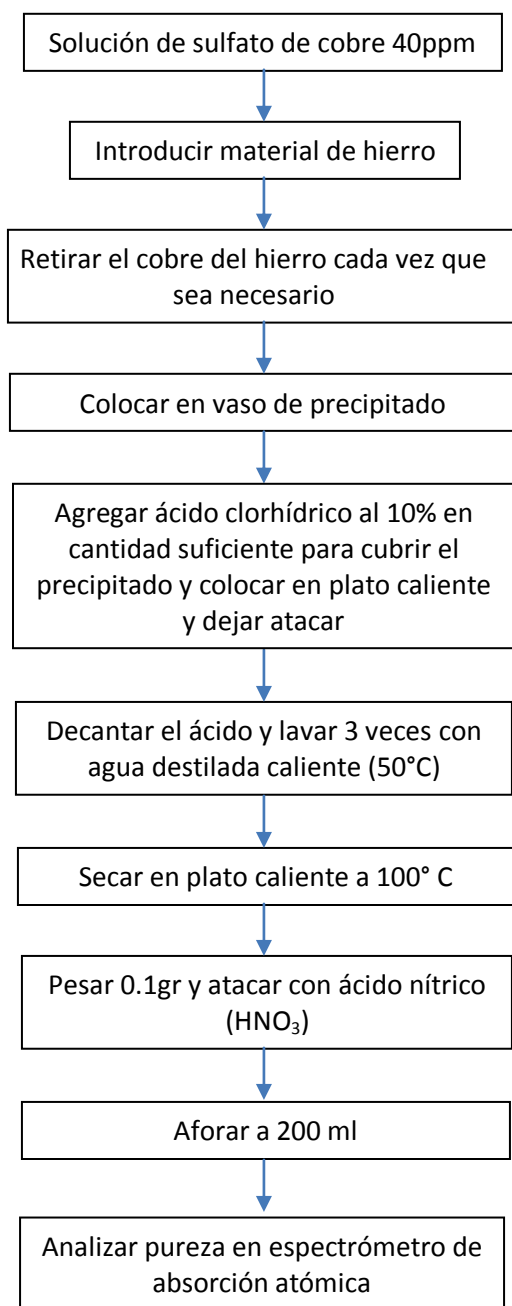 Solución de sulfato de cobre 40ppm
Introducir material de hierro
Retirar el cobre del hierro cada vez que
sea necesario
Colocar en vaso de precipitado
Agregar ácido clorhídrico al 10% en
cantidad suficiente para cubrir el
precipitado y colocar en plato caliente
y dejar atacar
Decantar el ácido y lavar 3 veces con
agua destilada caliente (50°C)
Secar en plato caliente a 100° C
Pesar 0.1gr y atacar con ácido nítrico
(HNO₃)
Aforar a 200 ml
Analizar pureza en espectrómetro de
absorción atómica